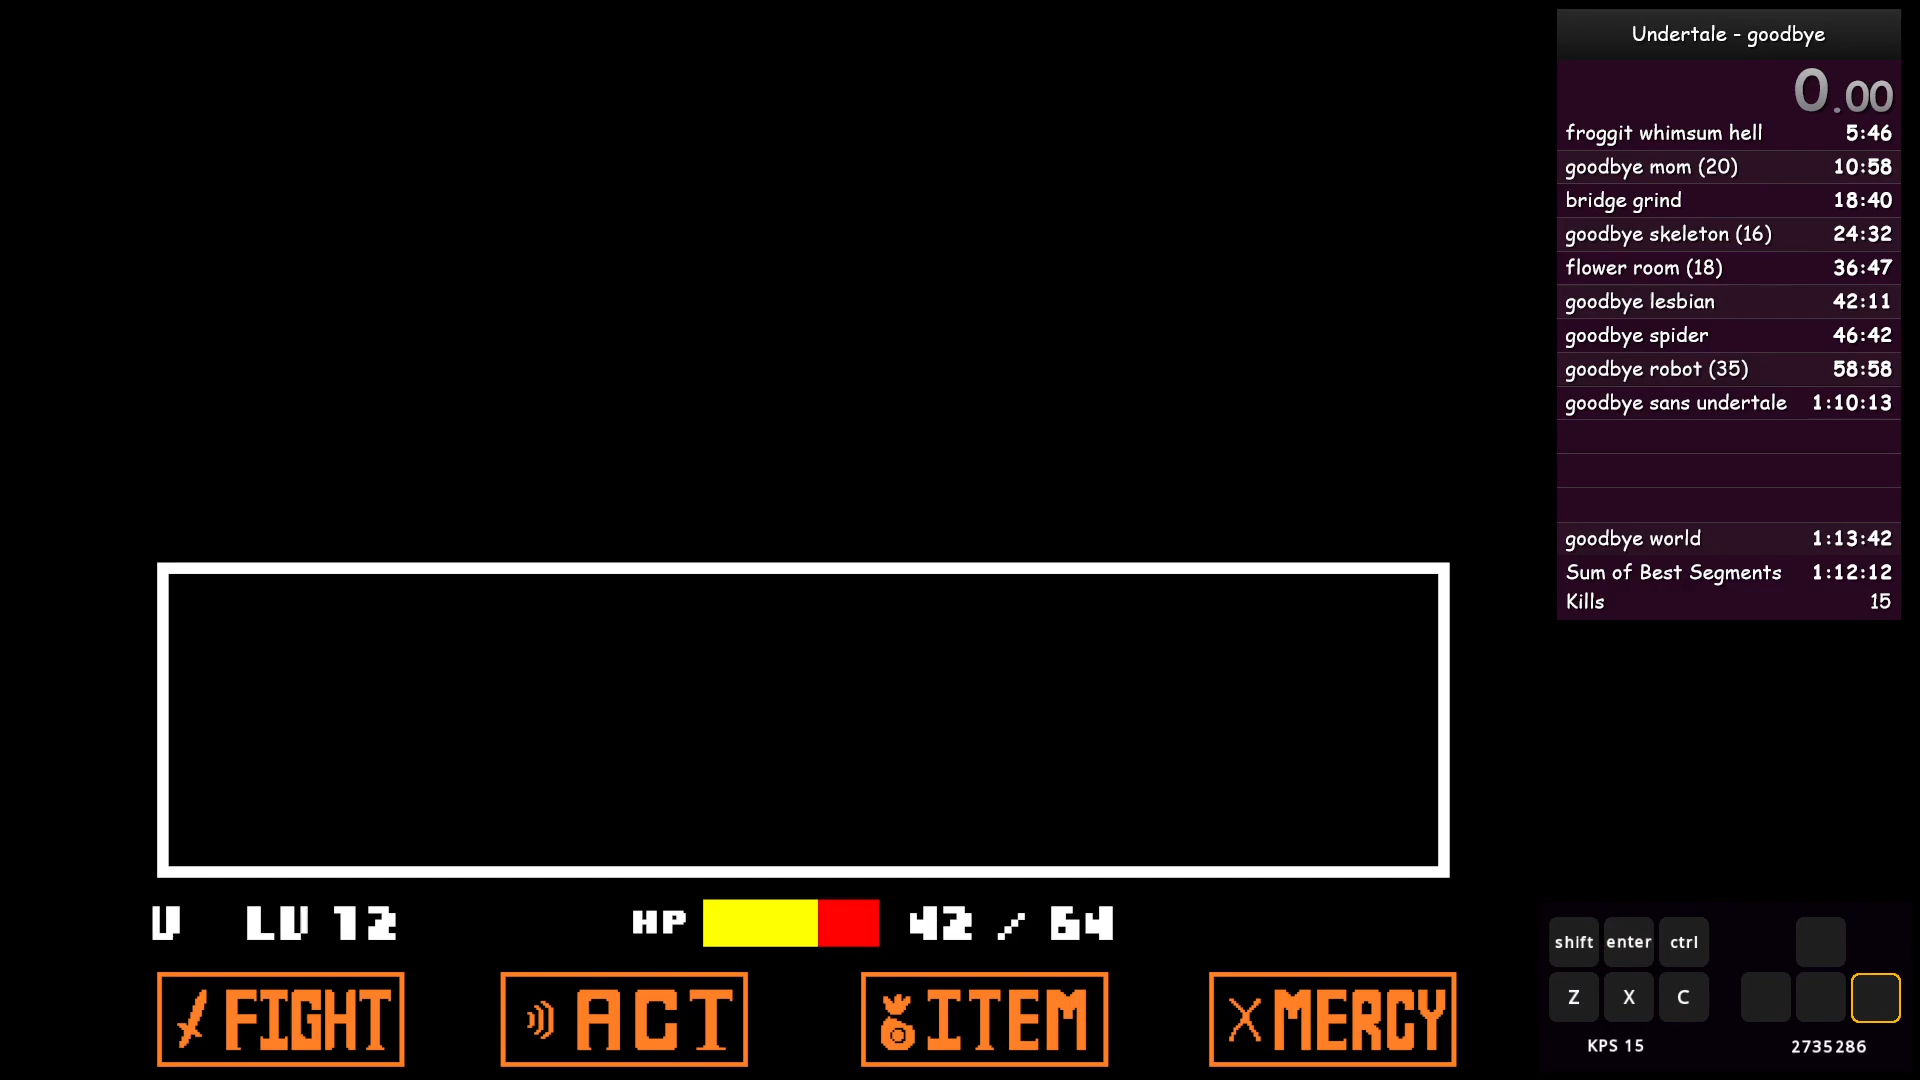 Undertale - goodbye
0.00
froggit whimsum hell 5:46
goodbye mom (20) 10:58
bridge grind 18:40
goodbye skeleton (16) 24:32
flower room (18) 36:47
goodbye lesbian 42:11
goodbye spider 46:42
goodbye robot (35) 58:58
goodbye sans undertale 1:10:13
goodbye world 1:13:42
Sum of Best Segments 1:12:12
Kills 15
U LV 12 HP 42 / 64
FIGHT ACT ITEM MERCY
shift enter ctrl
Z X C
KPS 15 2735286